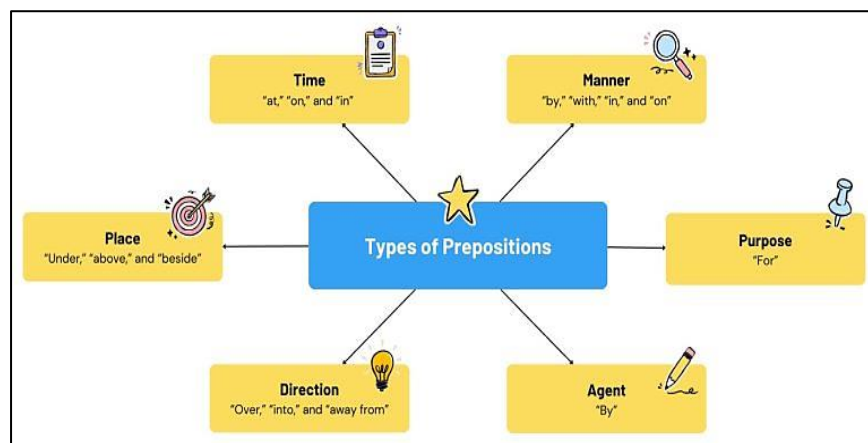 Time
"at," "on," and "in"
Manner
"by," "with," "in," and "on"
Place
"Under," "above," and "beside"
Types of Prepositions
Purpose
"For"
Direction
"Over," "into," and "away from"
Agent
"By"